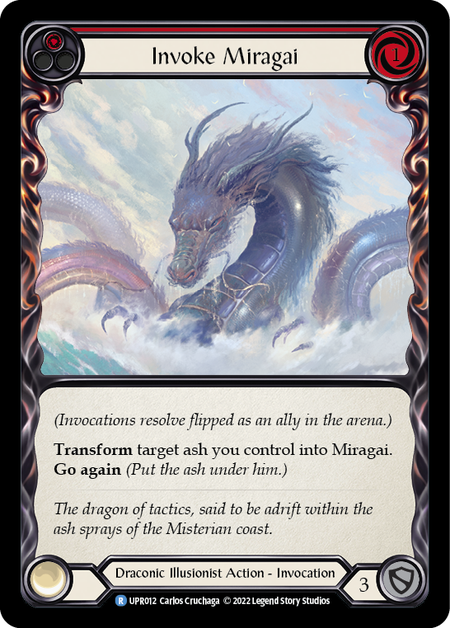 Invoke Miragai
1
(Invocations resolve flipped as an ally in the arena.)
Transform target ash you control into Miragai.
Go again (Put the ash under him.)
The dragon of tactics, said to be adrift within the
ash sprays of the Misterian coast.
Draconic Illusionist Action - Invocation
3
R UPR012 Carlos Cruchaga © 2022 Legend Story Studios